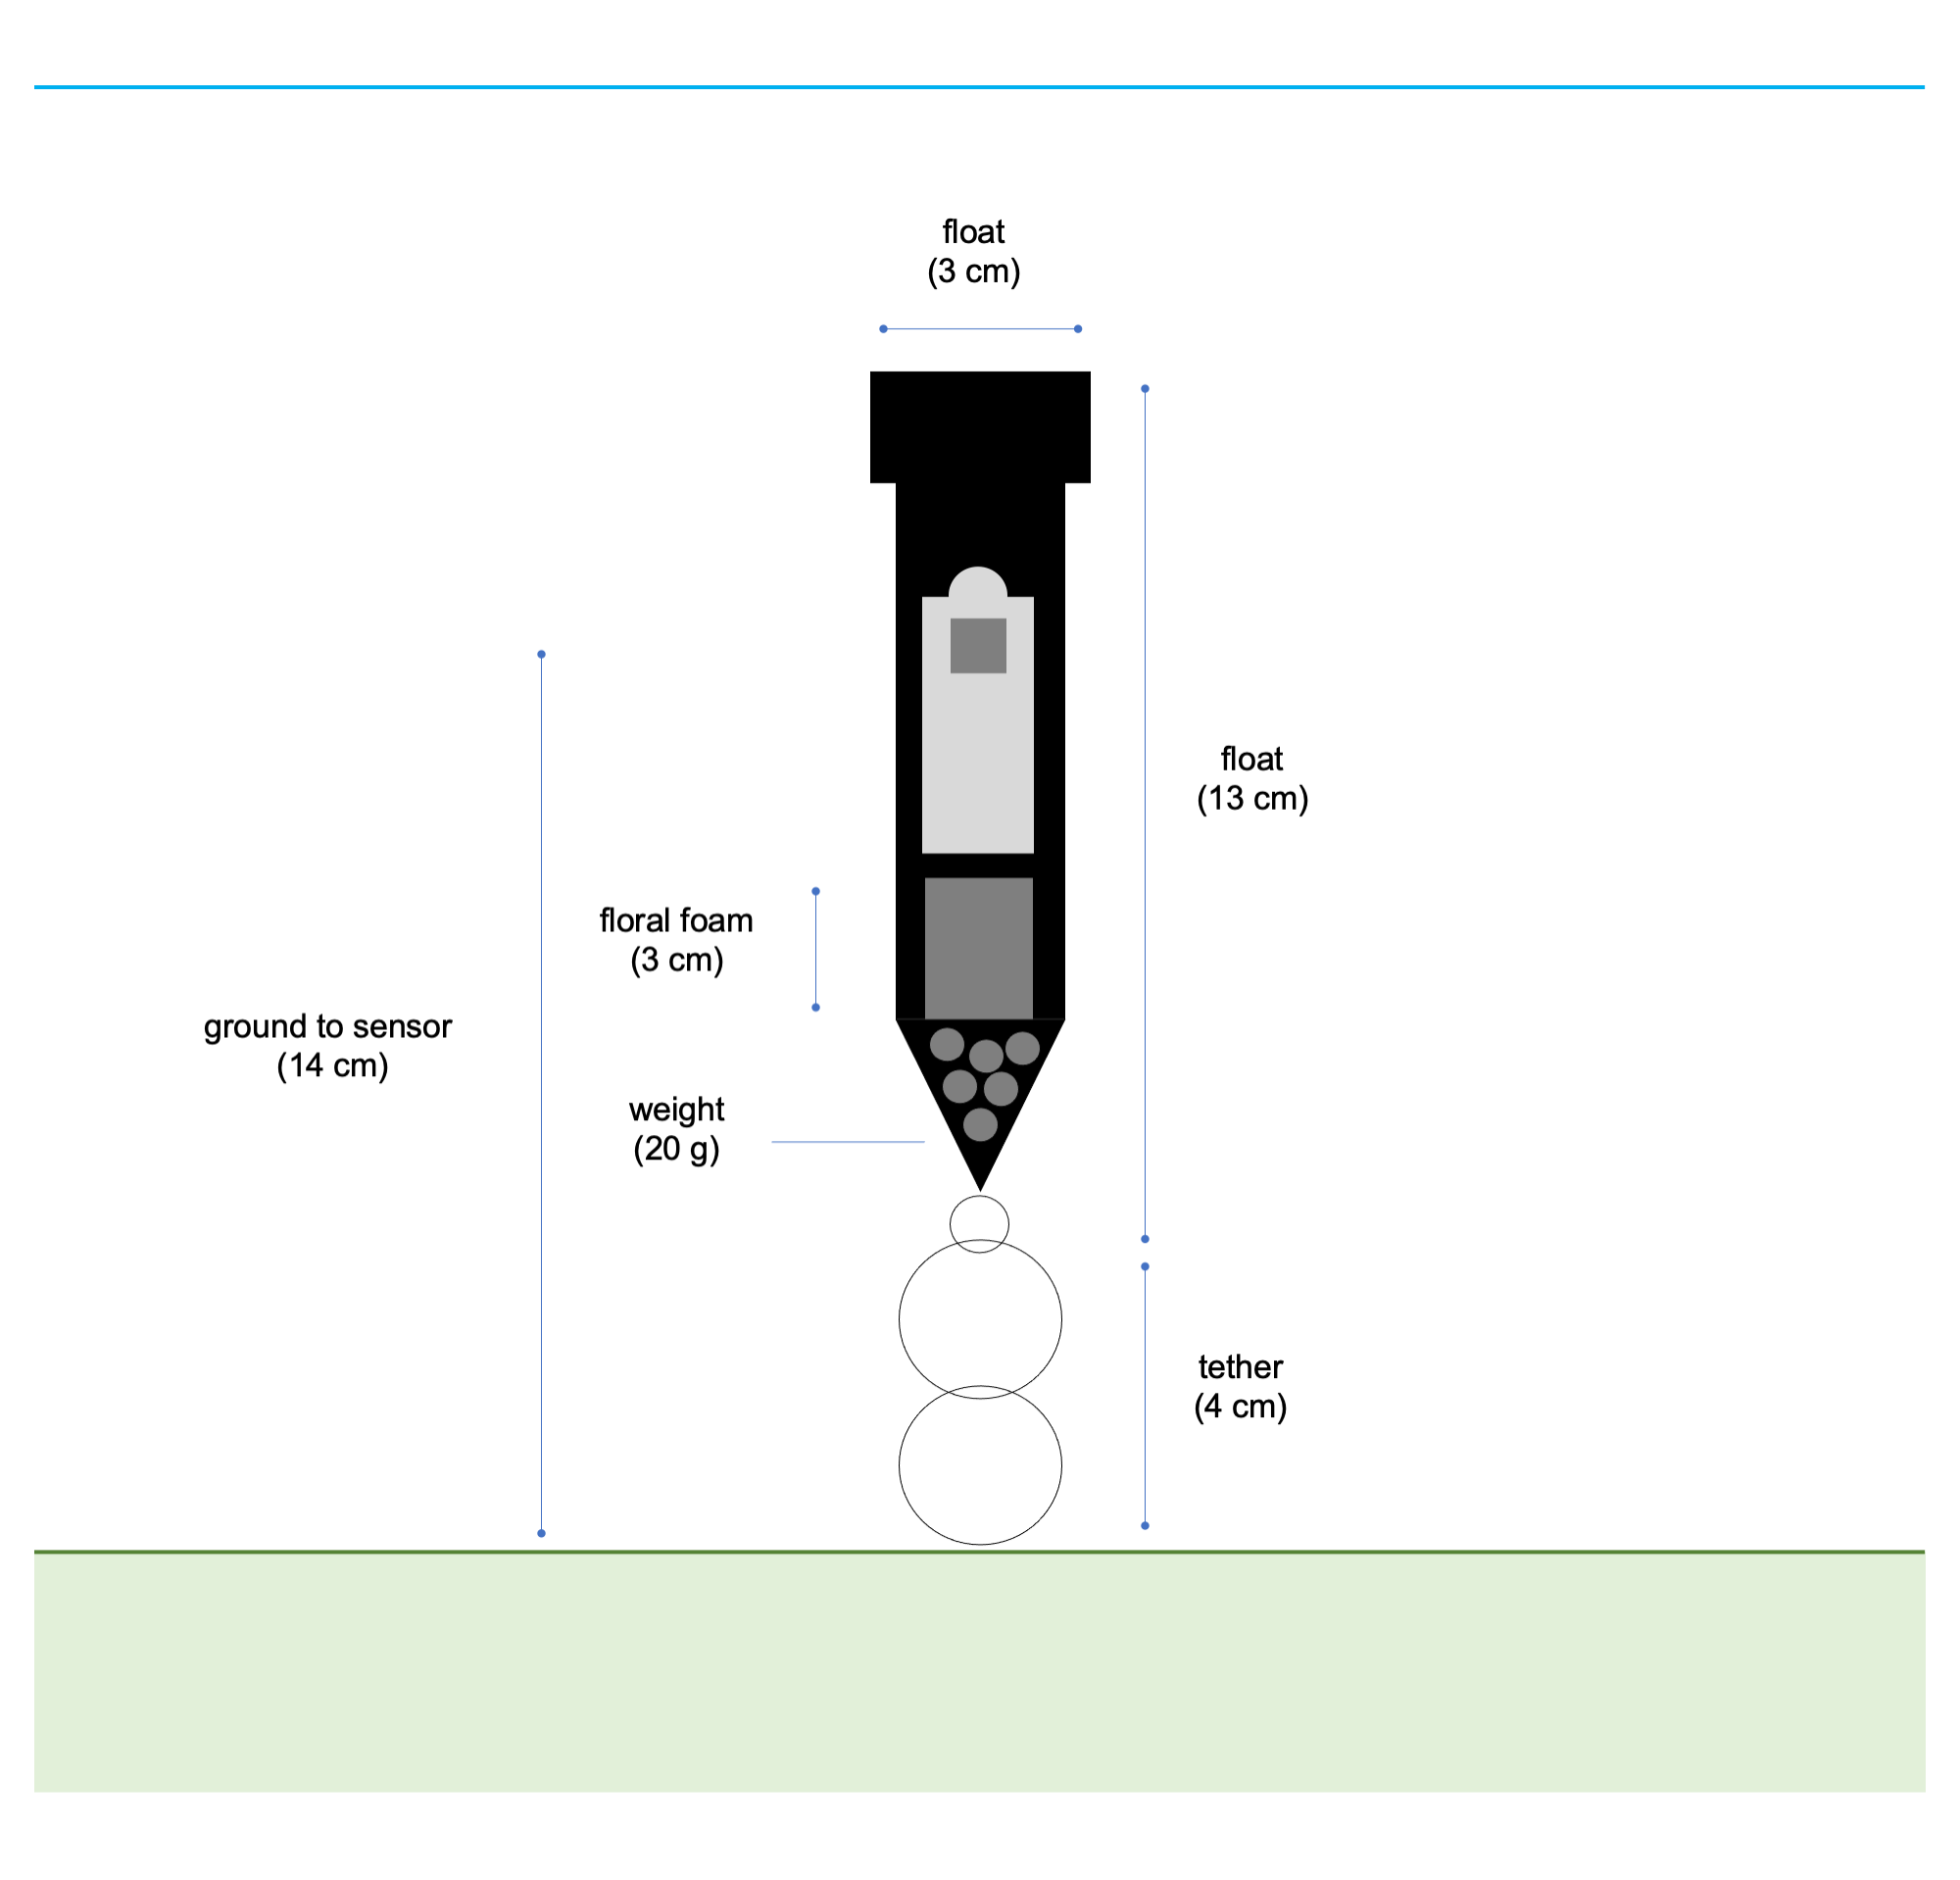 float
(3 cm)
float
(13 cm)
floral foam
(3 cm)
ground to sensor
(14 cm)
weight
(20 g)
tether
(4 cm)